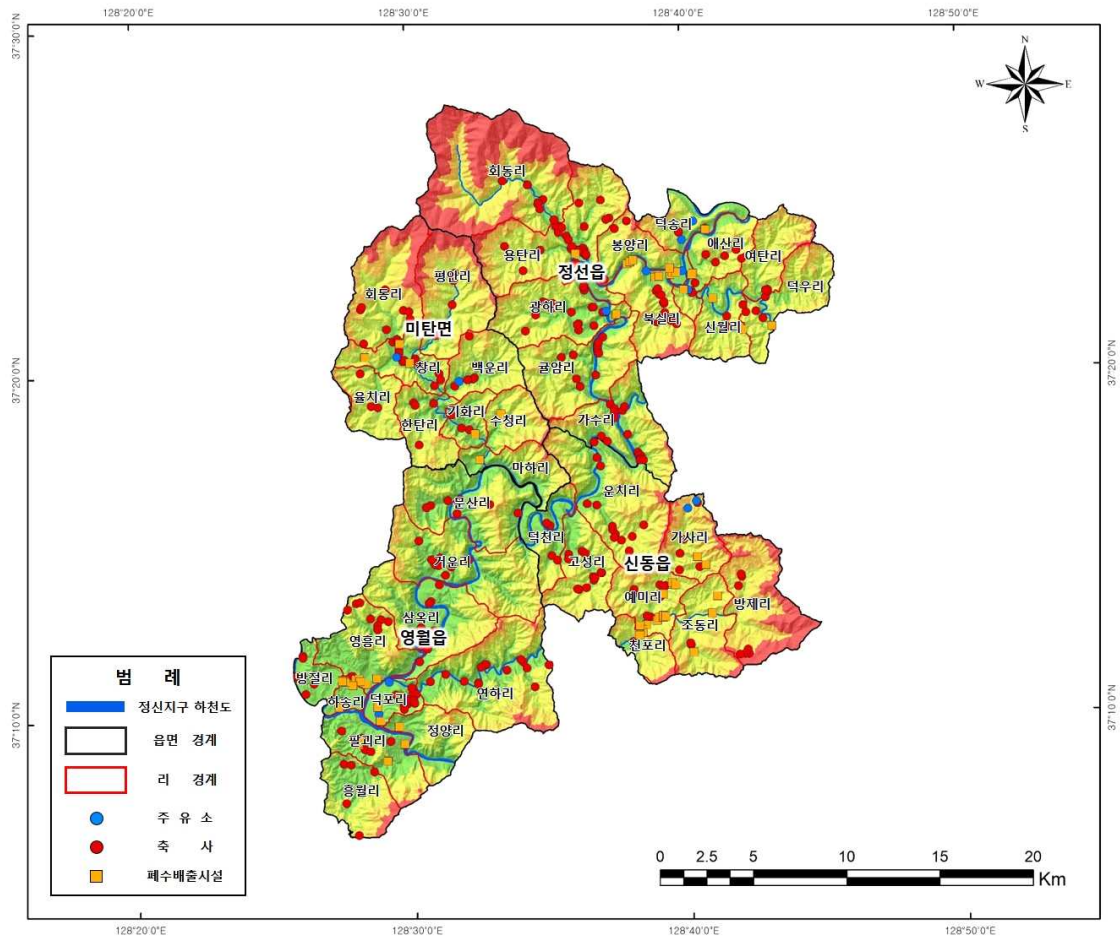 128°20'0"E 128°30'0"E 128°40'0"E 128°50'0"E
37°30'0"N
N
W E
S
회동리
덕송리
애산리
봉양리
여탄리
용탄리
정선읍
평안리
덕우리
회동리
광하리
북실리
신월리
미탄면
창리
백운리
귤암리
37°20'0"N
37°20'0"N
율치리
기화리
수청리
가수리
한탄리
마하리
운치리
문산리
덕천리
가사리
거운리
고성리
신동읍
방제리
예미리
삼옥리
조동리
영흥리
영월읍
천포리
방절리
연하리
하송리
덕포리
정양리
팔괴리
흥월리
37°10'0"N
37°10'0"N
범 례
정신지구 하천도
읍면 경계
리 경계
주 유 소
축 사
폐수배출시설
0 2.5 5 10 15 20
Km
128°20'0"E 128°30'0"E 128°40'0"E 128°50'0"E